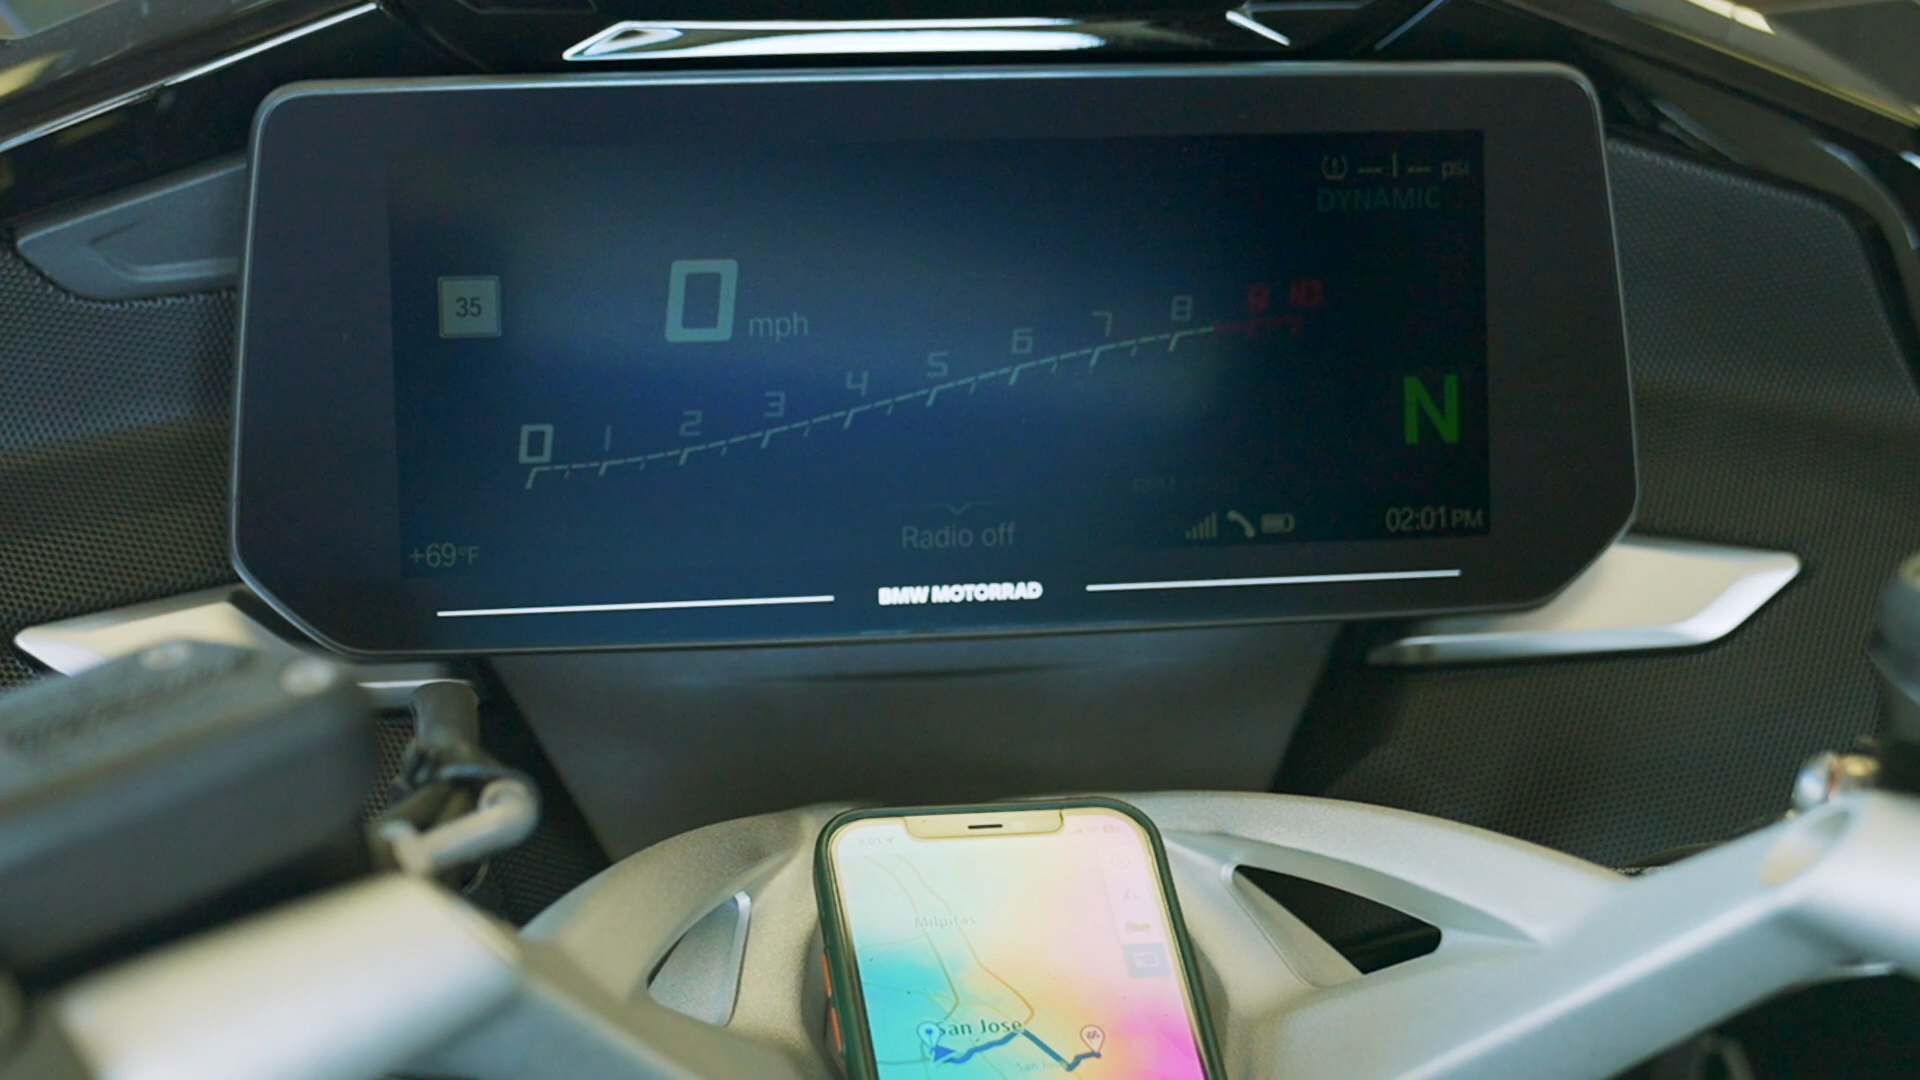 -- | -- psi
DYNAMIC
35
0 mph
0 1 2 3 4 5 6 7 8 9 10
N
Radio off
02:01 PM
+69°F
BMW MOTORRAD
Milpitas
San Jose